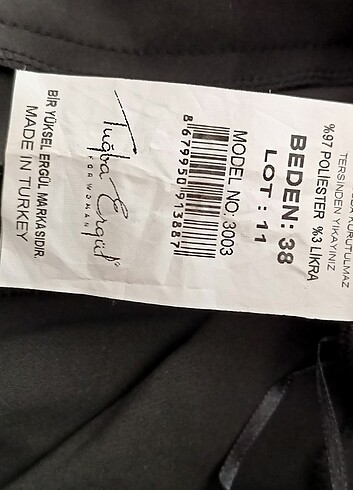 KURUTULMAZ
TERSİNDEN YIKAYINIZ
%97 POLİESTER %3 LİKRA
BEDEN: 38
LOT : 11
MODEL NO: 3003
8679950913887
Tuğba Ergül
FOR WOMAN
BİR YÜKSEL ERGÜL MARKASIDIR.
MADE IN TURKEY